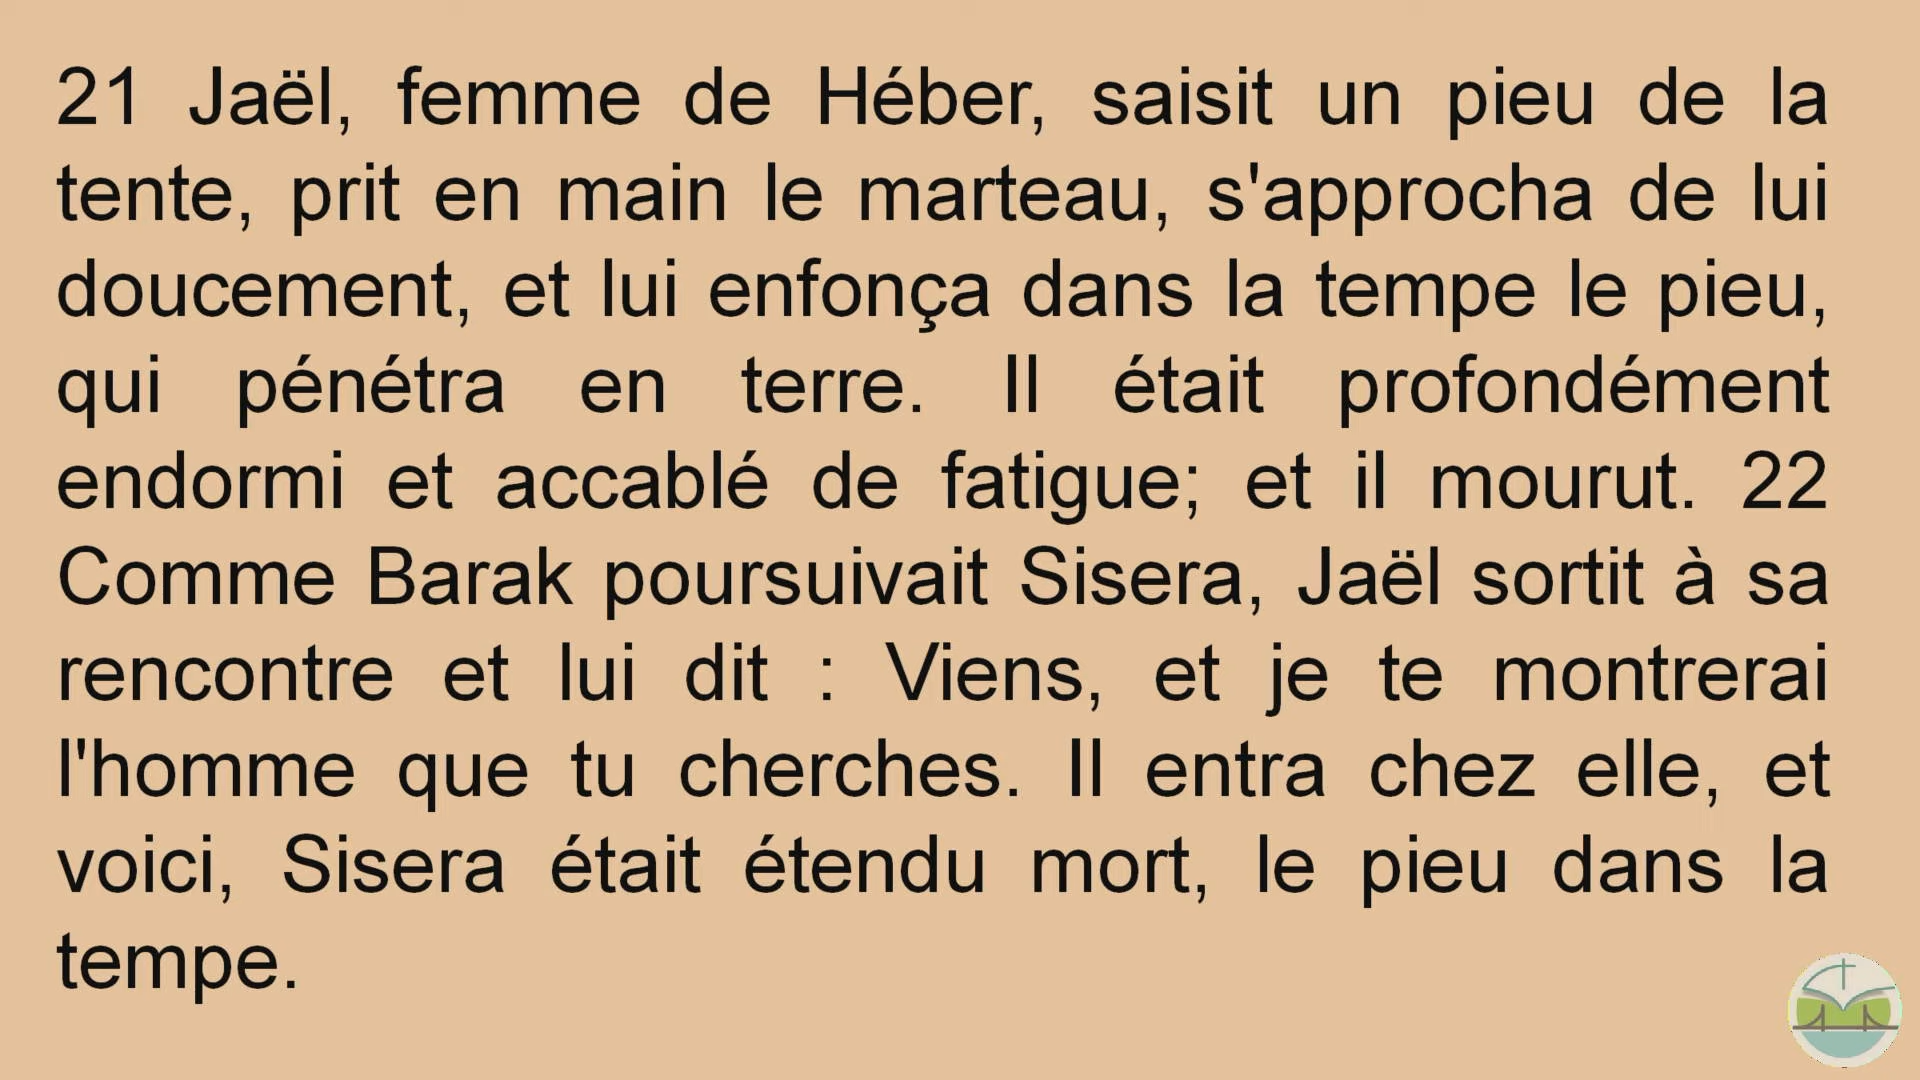 21 Jaël, femme de Héber, saisit un pieu de la
tente, prit en main le marteau, s'approcha de lui
doucement, et lui enfonça dans la tempe le pieu,
qui pénétra en terre. Il était profondément
endormi et accablé de fatigue; et il mourut. 22
Comme Barak poursuivait Sisera, Jaël sortit à sa
rencontre et lui dit : Viens, et je te montrerai
l'homme que tu cherches. Il entra chez elle, et
voici, Sisera était étendu mort, le pieu dans la
tempe.